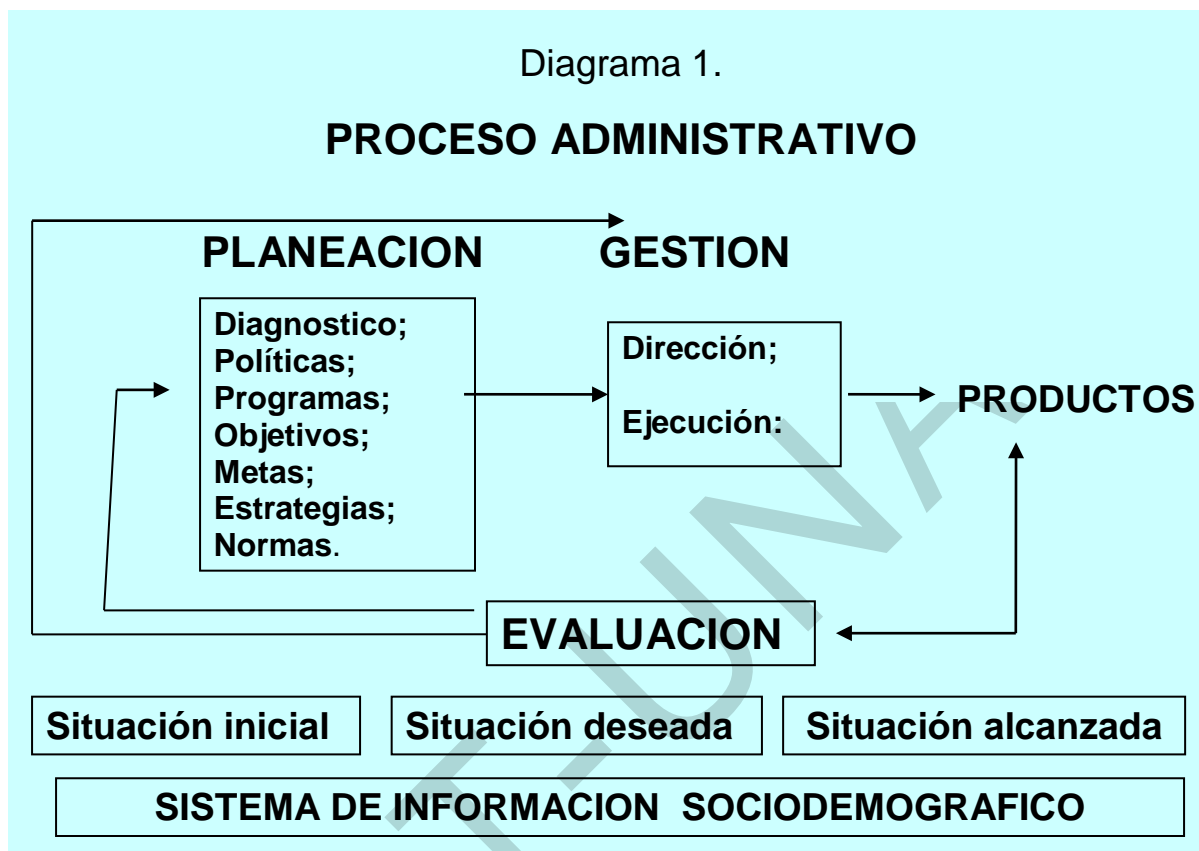 Diagrama 1.
PROCESO ADMINISTRATIVO
PLANEACION GESTION
Diagnostico;
Políticas;
Programas;
Objetivos;
Metas;
Estrategias;
Normas.
Dirección;
Ejecución:
PRODUCTOS
EVALUACION
Situación inicial
Situación deseada
Situación alcanzada
SISTEMA DE INFORMACION SOCIODEMOGRAFICO
T-UNA